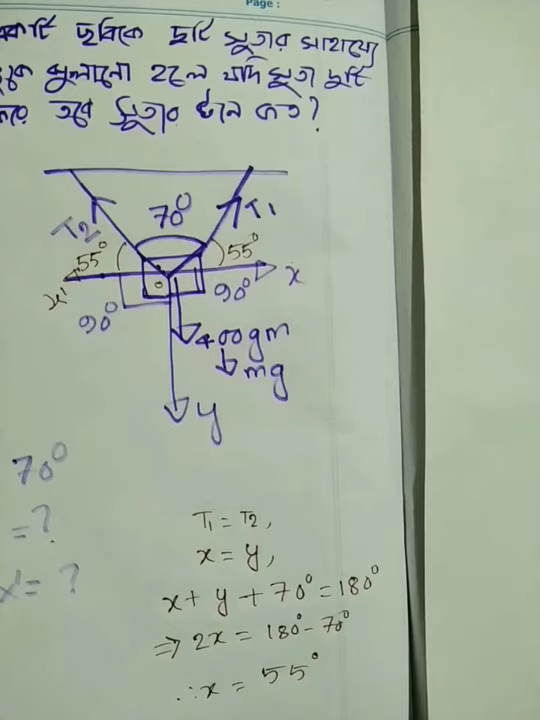 Page :
ছবিকে দুটি সুতার সাহায্যে
ঝুলানো হলে যদি সুতা দুটি
করে তবে সুতার টান কত?
70°
T2
T1
55°
55°
x'
x
90°
90°
400gm
mg
y
70°
= ?
x' = ?
T₁ = T₂,
x = y,
x + y + 70° = 180°
⇒ 2x = 180° - 70°
∴ x = 55°